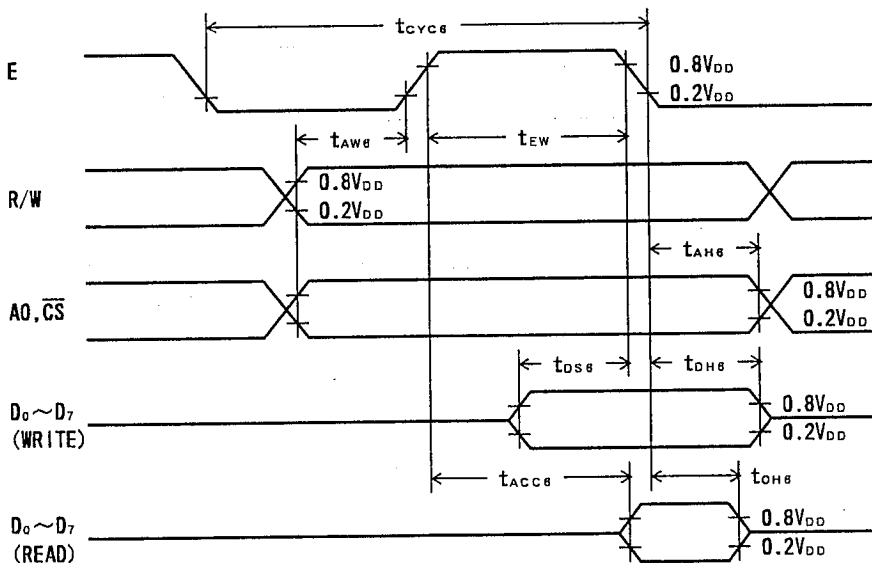 tCYC6
E
0.8VDD
0.2VDD
tAW6
tEW
R/W
0.8VDD
0.2VDD
tAH6
A0,C̅S̅
0.8VDD
0.2VDD
tDS6
tDH6
D0~D7
(WRITE)
0.8VDD
0.2VDD
tACC6
tOH6
D0~D7
(READ)
0.8VDD
0.2VDD